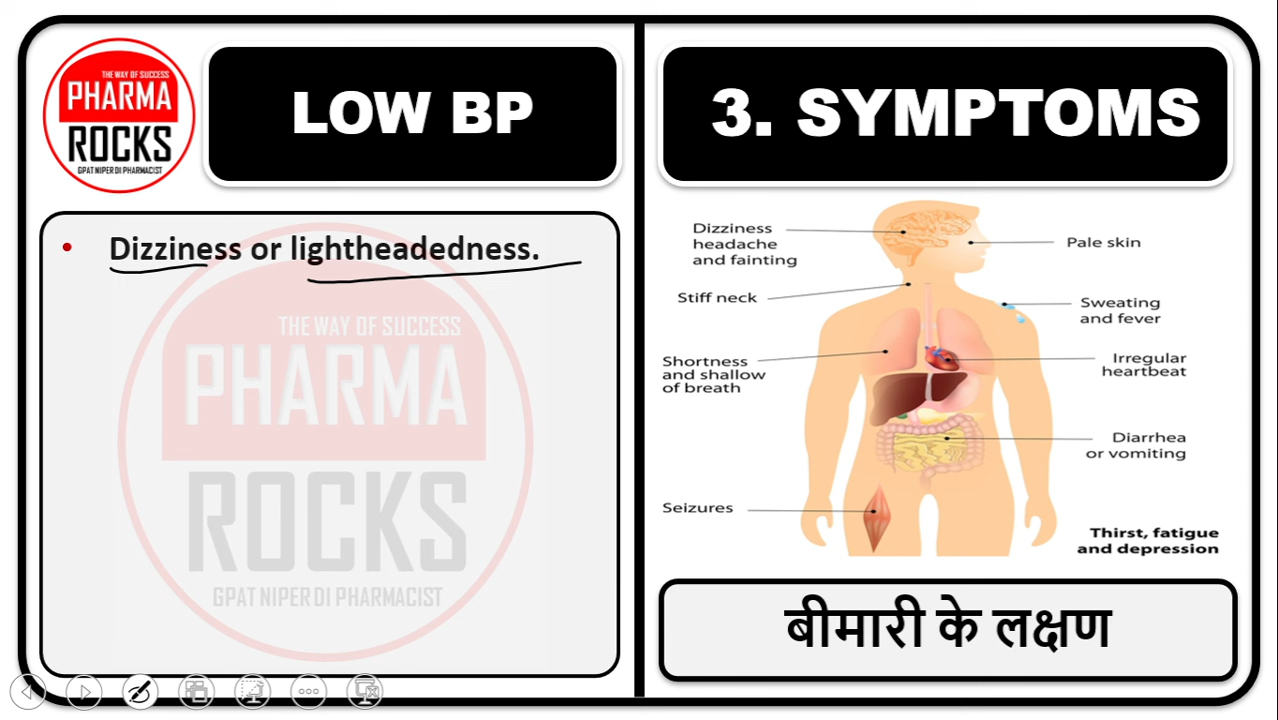 THE WAY OF SUCCESS
PHARMA
ROCKS
GPAT NIPER DI PHARMACIST
LOW BP
• Dizziness or lightheadedness.
THE WAY OF SUCCESS
PHARMA
ROCKS
GPAT NIPER DI PHARMACIST
3. SYMPTOMS
Dizziness
headache
and fainting
Stiff neck
Shortness
and shallow
of breath
Seizures
Pale skin
Sweating
and fever
Irregular
heartbeat
Diarrhea
or vomiting
Thirst, fatigue
and depression
बीमारी के लक्षण